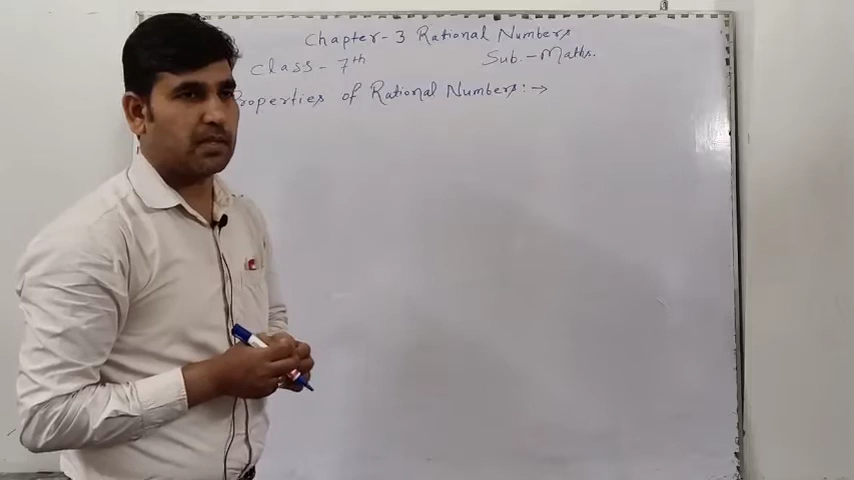 Chapter-3 Rational Numbers
Class - 7th Sub.-Maths.
Properties of Rational Numbers:→